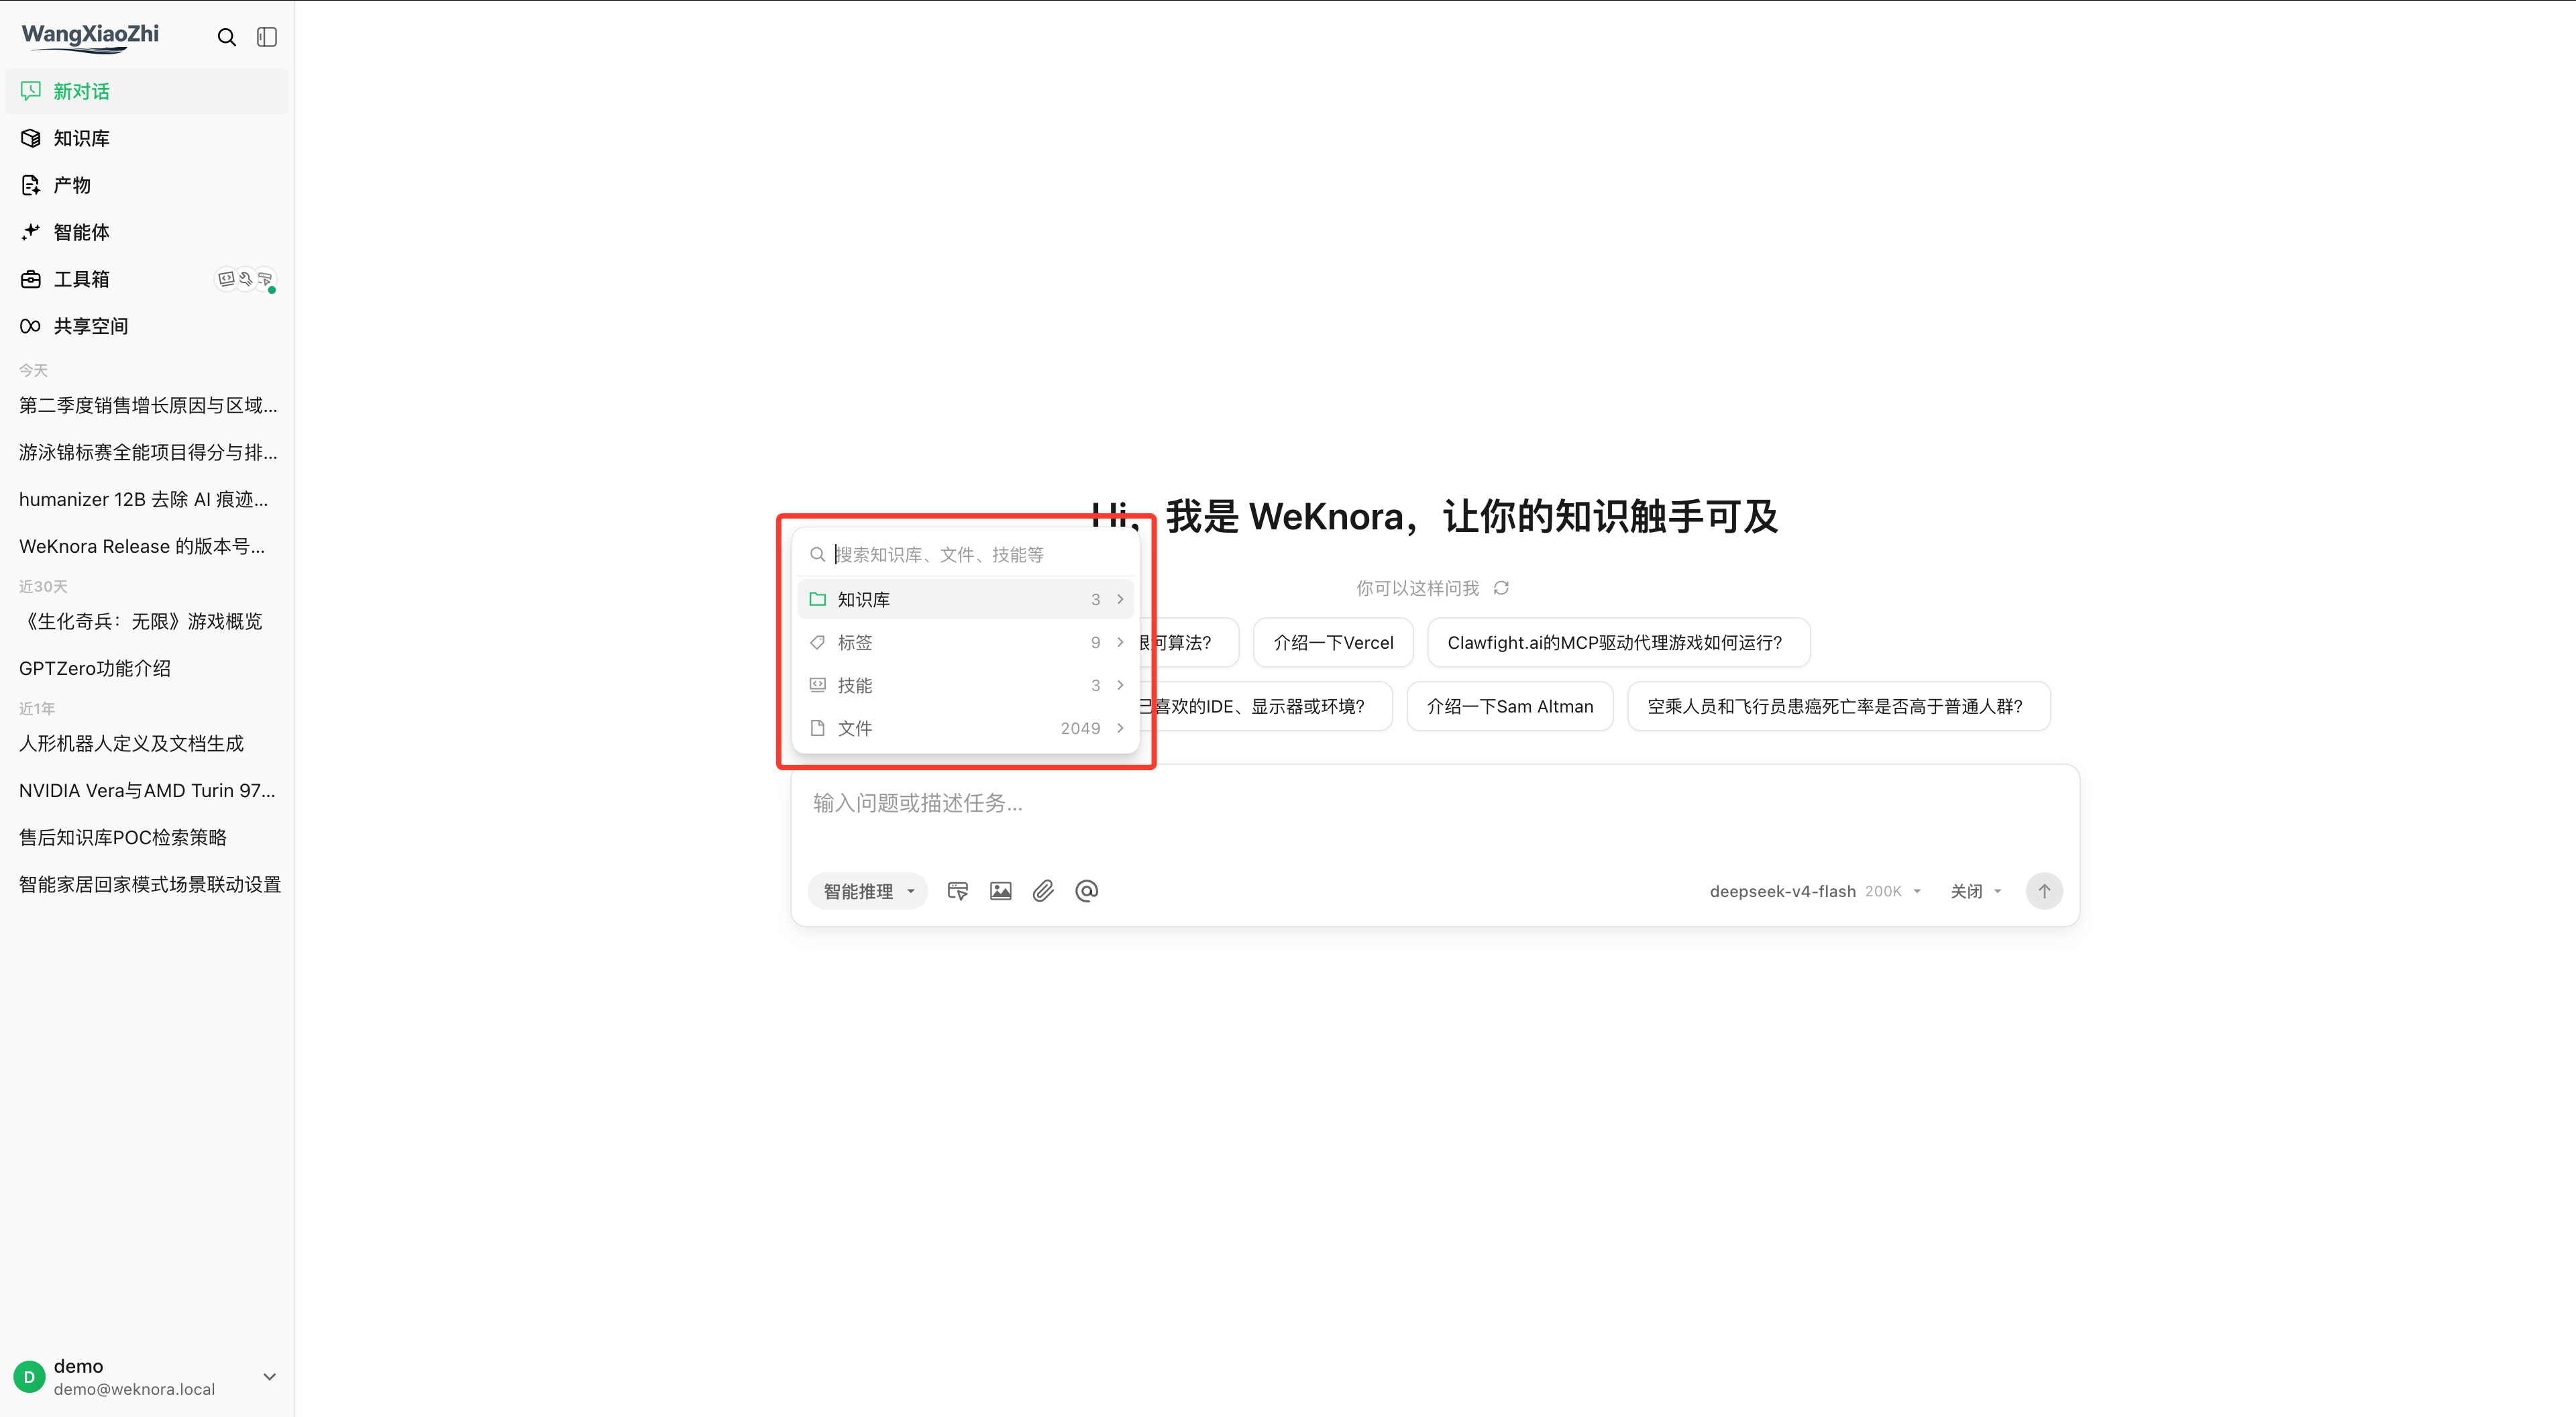 WangXiaoZhi
新对话
知识库
产物
智能体
工具箱
共享空间
今天
第二季度销售增长原因与区域...
游泳锦标赛全能项目得分与排...
humanizer 12B 去除 AI 痕迹...
WeKnora Release 的版本号...
近30天
《生化奇兵：无限》游戏概览
GPTZero功能介绍
近1年
人形机器人定义及文档生成
NVIDIA Vera与AMD Turin 97...
售后知识库POC检索策略
智能家居回家模式场景联动设置
D
demo
demo@weknora.local
Hi，我是 WeKnora，让你的知识触手可及
你可以这样问我
搜索知识库、文件、技能等
知识库 3
标签 9
技能 3
文件 2049
何算法？
介绍一下Vercel
Clawfight.ai的MCP驱动代理游戏如何运行？
喜欢的IDE、显示器或环境？
介绍一下Sam Altman
空乘人员和飞行员患癌死亡率是否高于普通人群？
输入问题或描述任务...
智能推理
deepseek-v4-flash 200K
关闭